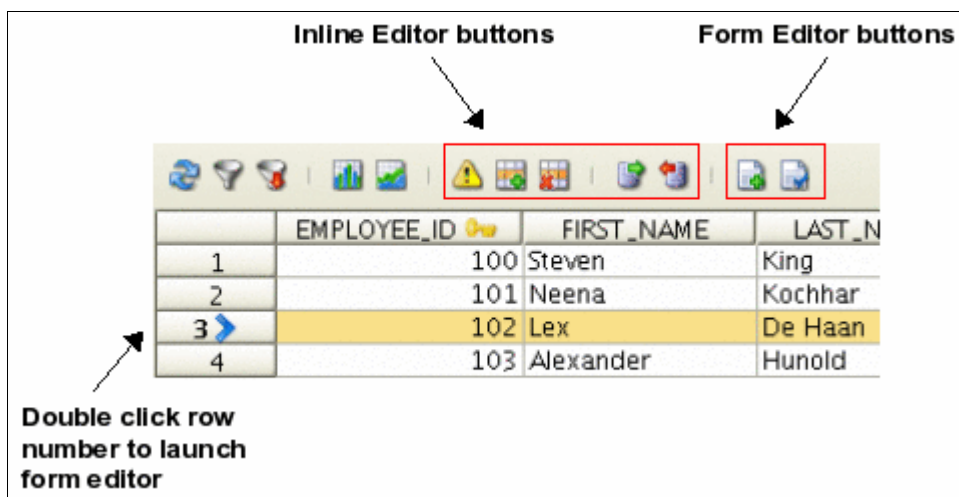 Inline Editor buttons Form Editor buttons
EMPLOYEE_ID FIRST_NAME LAST_N
1 100 Steven King
2 101 Neena Kochhar
3 102 Lex De Haan
4 103 Alexander Hunold
Double click row
number to launch
form editor